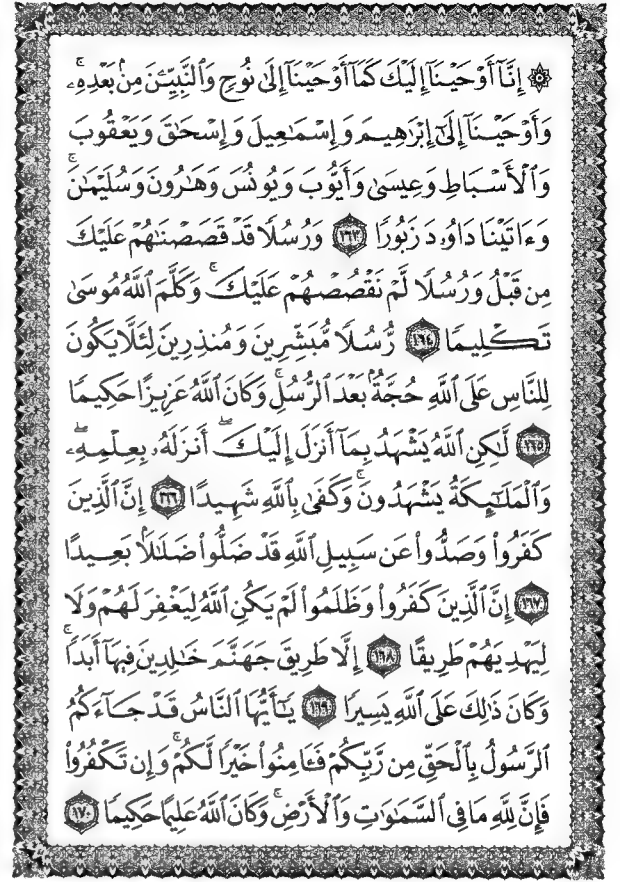 ۞ إِنَّآ أَوْحَيْنَآ إِلَيْكَ كَمَآ أَوْحَيْنَآ إِلَىٰ نُوحٍ وَٱلنَّبِيِّـۧنَ مِنۢ بَعْدِهِۦۚ
وَأَوْحَيْنَآ إِلَىٰٓ إِبْرَٰهِيمَ وَإِسْمَٰعِيلَ وَإِسْحَٰقَ وَيَعْقُوبَ
وَٱلْأَسْبَاطِ وَعِيسَىٰ وَأَيُّوبَ وَيُونُسَ وَهَٰرُونَ وَسُلَيْمَٰنَۚ
وَءَاتَيْنَا دَاوُۥدَ زَبُورًا ١٦٣ وَرُسُلًا قَدْ قَصَصْنَٰهُمْ عَلَيْكَ
مِن قَبْلُ وَرُسُلًا لَّمْ نَقْصُصْهُمْ عَلَيْكَۚ وَكَلَّمَ ٱللَّهُ مُوسَىٰ
تَكْلِيمًا ١٦٤ رُّسُلًا مُّبَشِّرِينَ وَمُنذِرِينَ لِئَلَّا يَكُونَ
لِلنَّاسِ عَلَى ٱللَّهِ حُجَّةٌۢ بَعْدَ ٱلرُّسُلِۚ وَكَانَ ٱللَّهُ عَزِيزًا حَكِيمًا
١٦٥ لَّٰكِنِ ٱللَّهُ يَشْهَدُ بِمَآ أَنزَلَ إِلَيْكَۖ أَنزَلَهُۥ بِعِلْمِهِۦۖ
وَٱلْمَلَٰٓئِكَةُ يَشْهَدُونَۚ وَكَفَىٰ بِٱللَّهِ شَهِيدًا ١٦٦ إِنَّ ٱلَّذِينَ
كَفَرُوا۟ وَصَدُّوا۟ عَن سَبِيلِ ٱللَّهِ قَدْ ضَلُّوا۟ ضَلَٰلًۢا بَعِيدًا
١٦٧ إِنَّ ٱلَّذِينَ كَفَرُوا۟ وَظَلَمُوا۟ لَمْ يَكُنِ ٱللَّهُ لِيَغْفِرَ لَهُمْ وَلَا
لِيَهْدِيَهُمْ طَرِيقًا ١٦٨ إِلَّا طَرِيقَ جَهَنَّمَ خَٰلِدِينَ فِيهَآ أَبَدًاۚ
وَكَانَ ذَٰلِكَ عَلَى ٱللَّهِ يَسِيرًا ١٦٩ يَٰٓأَيُّهَا ٱلنَّاسُ قَدْ جَآءَكُمُ
ٱلرَّسُولُ بِٱلْحَقِّ مِن رَّبِّكُمْ فَـَٔامِنُوا۟ خَيْرًا لَّكُمْۚ وَإِن تَكْفُرُوا۟
فَإِنَّ لِلَّهِ مَا فِى ٱلسَّمَٰوَٰتِ وَٱلْأَرْضِۚ وَكَانَ ٱللَّهُ عَلِيمًا حَكِيمًا ١٧٠